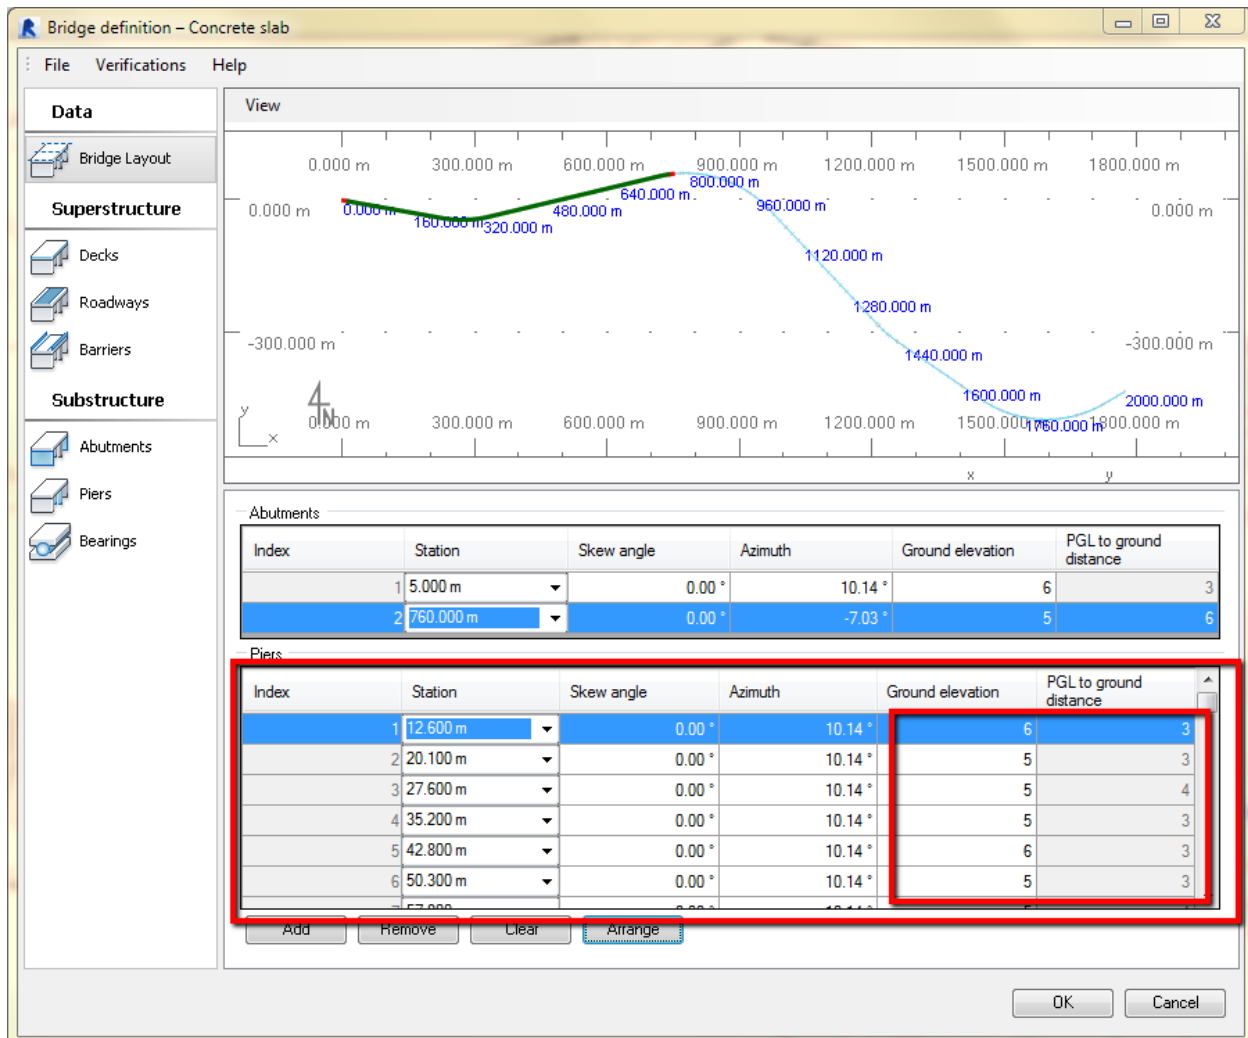 Bridge definition – Concrete slab
File Verifications Help
Data
Bridge Layout
Superstructure
Decks
Roadways
Barriers
Substructure
Abutments
Piers
Bearings
View
0.000 m 300.000 m 600.000 m 900.000 m 1200.000 m 1500.000 m 1800.000 m
800.000 m
640.000 m
0.000 m 0.000 m 480.000 m 960.000 m 0.000 m
160.000 m 320.000 m
1120.000 m
1280.000 m
-300.000 m -300.000 m
1440.000 m
1600.000 m 2000.000 m
y N
x 0.000 m 300.000 m 600.000 m 900.000 m 1200.000 m 1500.000 1760.000 m 1800.000 m
x y
Abutments
Index Station Skew angle Azimuth Ground elevation PGL to ground distance
1 5.000 m 0.00 ° 10.14 ° 6 3
2 760.000 m 0.00 ° -7.03 ° 5 6
Piers
Index Station Skew angle Azimuth Ground elevation PGL to ground distance
1 12.600 m 0.00 ° 10.14 ° 6 3
2 20.100 m 0.00 ° 10.14 ° 5 3
3 27.600 m 0.00 ° 10.14 ° 5 4
4 35.200 m 0.00 ° 10.14 ° 5 3
5 42.800 m 0.00 ° 10.14 ° 6 3
6 50.300 m 0.00 ° 10.14 ° 5 3
Add Remove Clear Arrange
OK Cancel